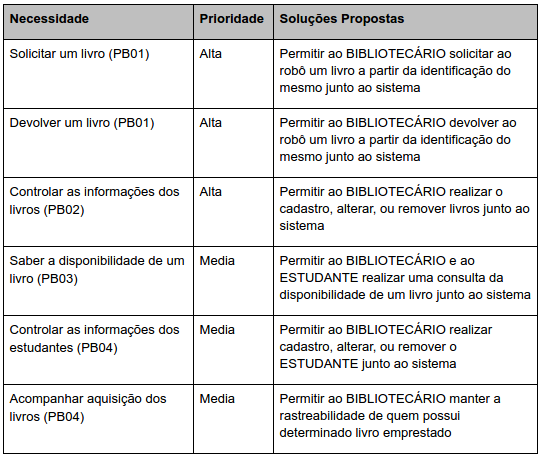 Necessidade Prioridade Soluções Propostas
Solicitar um livro (PB01) Alta Permitir ao BIBLIOTECÁRIO solicitar ao
robô um livro a partir da identificação do
mesmo junto ao sistema
Devolver um livro (PB01) Alta Permitir ao BIBLIOTECÁRIO devolver ao
robô um livro a partir da identificação do
mesmo junto ao sistema
Controlar as informações dos Alta Permitir ao BIBLIOTECÁRIO realizar o
livros (PB02) cadastro, alterar, ou remover livros junto ao
sistema
Saber a disponibilidade de um Media Permitir ao BIBLIOTECÁRIO e ao
livro (PB03) ESTUDANTE realizar uma consulta da
disponibilidade de um livro junto ao sistema
Controlar as informações dos Media Permitir ao BIBLIOTECÁRIO realizar
estudantes (PB04) cadastro, alterar, ou remover o
ESTUDANTE junto ao sistema
Acompanhar aquisição dos Media Permitir ao BIBLIOTECÁRIO manter a
livros (PB04) rastreabilidade de quem possui
determinado livro emprestado